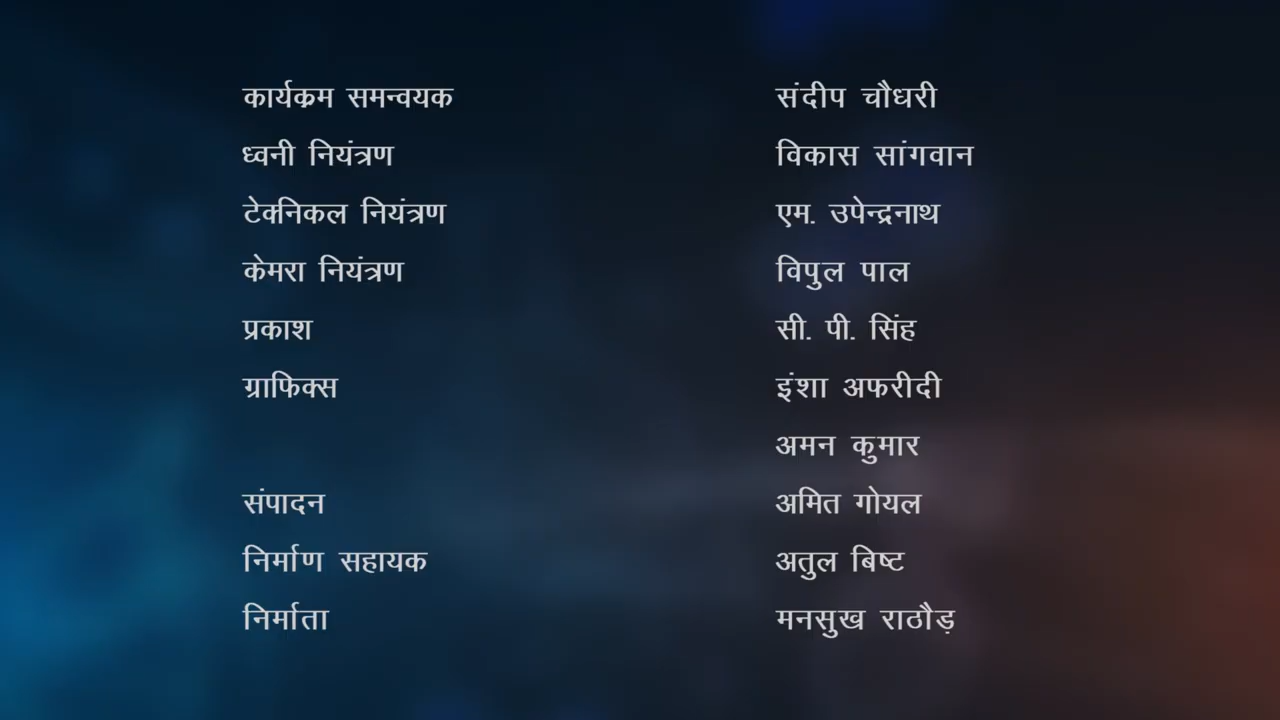 कार्यक्रम समन्वयक संदीप चौधरी
ध्वनी नियंत्रण विकास सांगवान
टेक्निकल नियंत्रण एम. उपेन्द्रनाथ
केमरा नियंत्रण विपुल पाल
प्रकाश सी. पी. सिंह
ग्राफिक्स इंशा अफरीदी
अमन कुमार
संपादन अमित गोयल
निर्माण सहायक अतुल बिष्ट
निर्माता मनसुख राठौड़